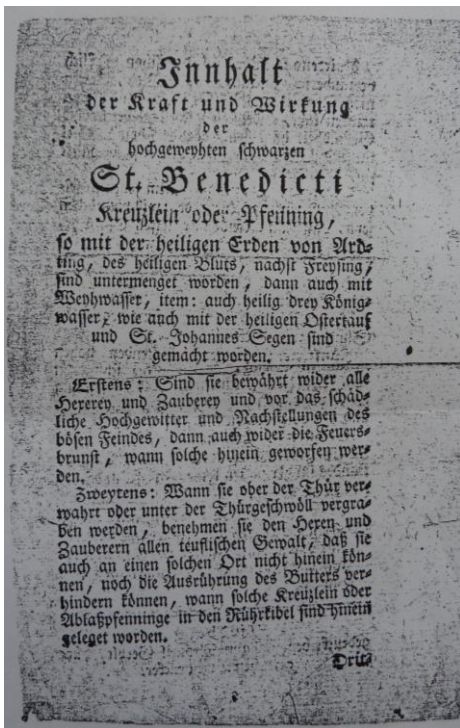 Innhalt
der Kraft und Wirkung
der
hochgeweyhten schwarzen
St. Benedicti
Kreuzlein oder Pfenning,
so mit der heiligen Erden von Ard-
ting, des heiligen Bluts, nächst Freysing,
sind untermenget worden, dann auch mit
Weyhwasser, item: auch heilig drey König-
wasser, wie auch mit der heiligen Ostertauf
und St. Johannes Segen sind
gemacht worden.
Erstens: Sind sie bewährt wider alle
Hexerey und Zauberey und vor das schäd-
liche Hochgewitter und Nachstellungen des
bösen Feindes, dann auch wider die Feuers-
brunst, wann solche hinein geworfen wer-
den.
Zweytens: Wann sie ober der Thür ver-
wahrt oder unter der Thürgeschwöll vergra-
ben werden, benehmen sie den Hexen und
Zauberern allen teuflischen Gewalt, daß sie
auch an einen solchen Ort nicht hinein kön-
nen, noch die Ausrührung des Butters ver-
hindern können, wann solche Kreuzlein oder
Ablaßpfenninge in den Rührkibel sind hinein
geleget worden.
Drit-